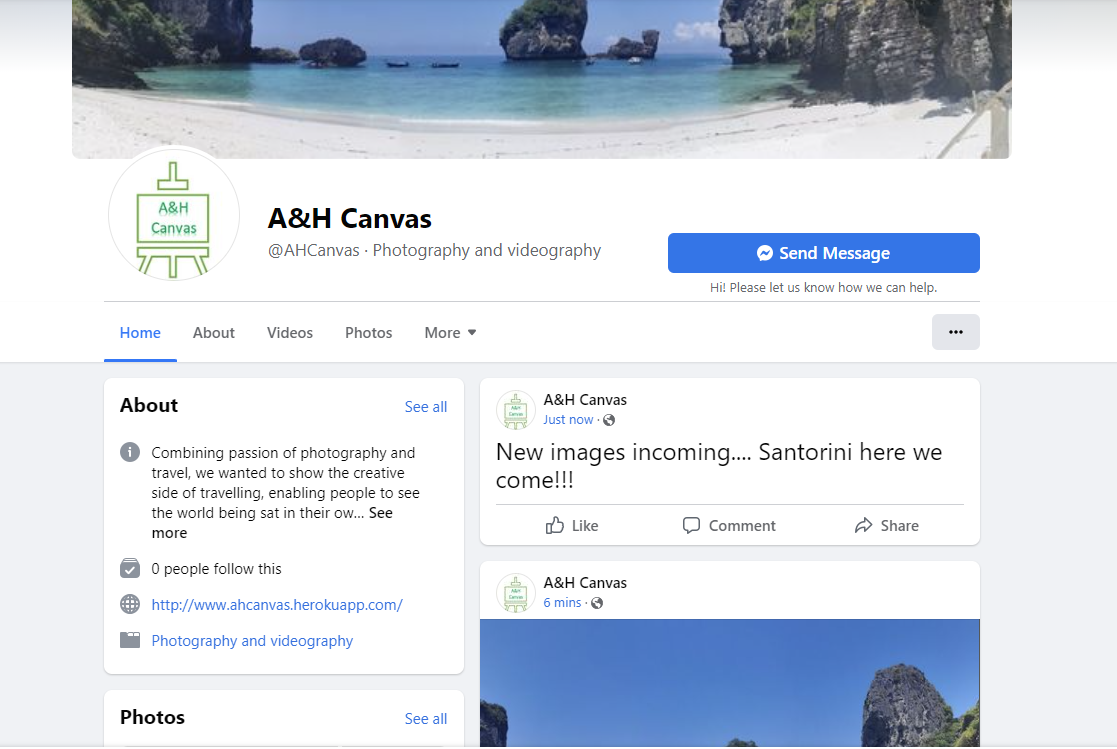 A&H
Canvas
A&H Canvas
@AHCanvas · Photography and videography
Send Message
Hi! Please let us know how we can help.
Home
About
Videos
Photos
More
About
See all
Combining passion of photography and
travel, we wanted to show the creative
side of travelling, enabling people to see
the world being sat in their ow... See
more
0 people follow this
http://www.ahcanvas.herokuapp.com/
Photography and videography
Photos
See all
A&H
Canvas
A&H Canvas
Just now ·
New images incoming.... Santorini here we
come!!!
Like
Comment
Share
A&H
Canvas
A&H Canvas
6 mins ·